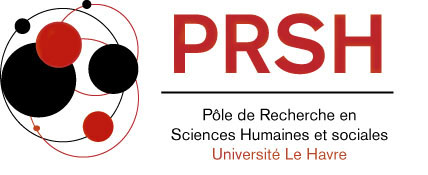 PRSH
Pôle de Recherche en
Sciences Humaines et sociales
Université Le Havre